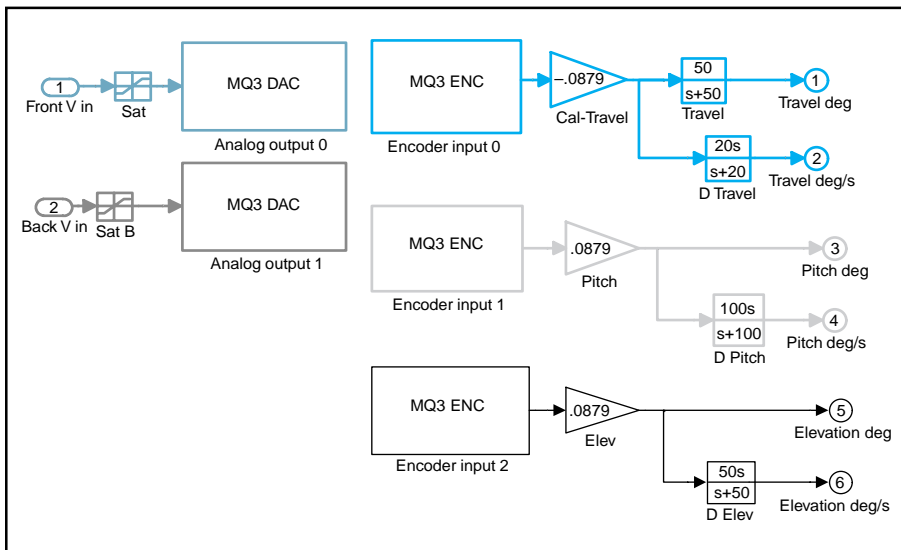 1
Front V in
Sat
MQ3 DAC
Analog output 0
2
Back V in
Sat B
MQ3 DAC
Analog output 1
MQ3 ENC
Encoder input 0
–.0879
Cal-Travel
50
s+50
Travel
1
Travel deg
20s
s+20
D Travel
2
Travel deg/s
MQ3 ENC
Encoder input 1
.0879
Pitch
3
Pitch deg
100s
s+100
D Pitch
4
Pitch deg/s
MQ3 ENC
Encoder input 2
.0879
Elev
5
Elevation deg
50s
s+50
D Elev
6
Elevation deg/s